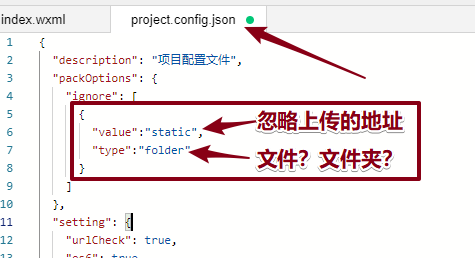 index.wxml
project.config.json
1 {
2 "description": "项目配置文件",
3 "packOptions": {
4 "ignore": [
5 {
6 "value":"static",
忽略上传的地址
7 "type":"folder"
文件？文件夹？
8 }
9 ]
10 },
11 "setting": {
12 "urlCheck": true,
13 "es6": true,